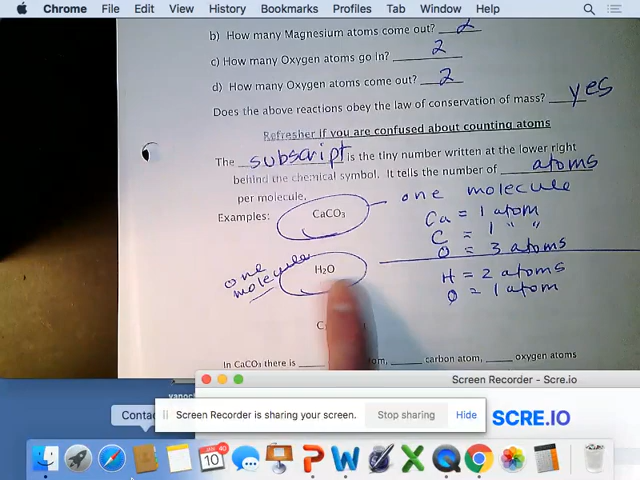 Chrome File Edit View History Bookmarks Profiles Tab Window Help
b) How many Magnesium atoms come out? 2
c) How many Oxygen atoms go in? 2
d) How many Oxygen atoms come out? 2
Does the above reactions obey the law of conservation of mass? yes
Refresher if you are confused about counting atoms
The subscript is the tiny number written at the lower right
behind the chemical symbol. It tells the number of atoms
per molecule.
one molecule
Examples: CaCO₃
Ca = 1 atom
C = 1 " "
O = 3 atoms
one molecule
H₂O
H = 2 atoms
O = 1 atom
In CaCO₃ there is
carbon atom, ____ oxygen atoms
Screen Recorder - Scre.io
Screen Recorder is sharing your screen. Stop sharing Hide
SCRE.IO
JAN 40
10